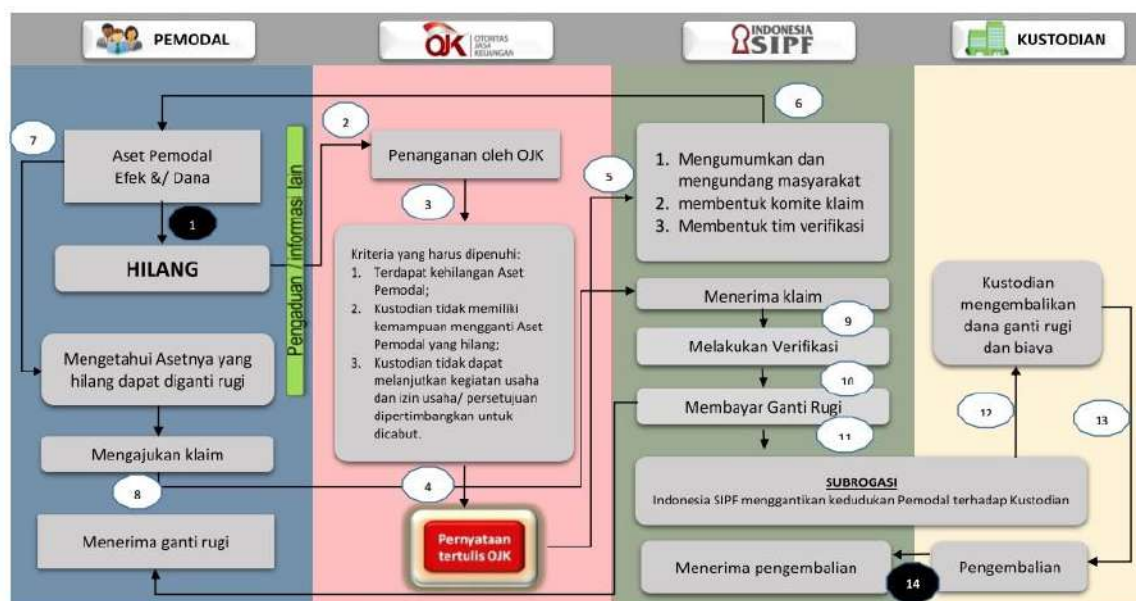 PEMODAL
OJK
OTORITAS
JASA
KEUANGAN
INDONESIA
SIPF
KUSTODIAN
7
Aset Pemodal
Efek &/ Dana
1
HILANG
Mengetahui Asetnya yang
hilang dapat diganti rugi
Mengajukan klaim
8
Menerima ganti rugi
Pengaduan / informasi lain
2
Penanganan oleh OJK
3
Kriteria yang harus dipenuhi:
1. Terdapat kehilangan Aset
Pemodal;
2. Kustodian tidak memiliki
kemampuan mengganti Aset
Pemodal yang hilang;
3. Kustodian tidak dapat
melanjutkan kegiatan usaha
dan izin usaha/ persetujuan
dipertimbangkan untuk
dicabut.
4
Pernyataan
tertulis OJK
6
5
1. Mengumumkan dan
mengundang masyarakat
2. membentuk komite klaim
3. Membentuk tim verifikasi
Menerima klaim
9
Melakukan Verifikasi
10
Membayar Ganti Rugi
11
SUBROGASI
Indonesia SIPF menggantikan kedudukan Pemodal terhadap Kustodian
Menerima pengembalian
14
Kustodian
mengembalikan
dana ganti rugi
dan biaya
12
13
Pengembalian